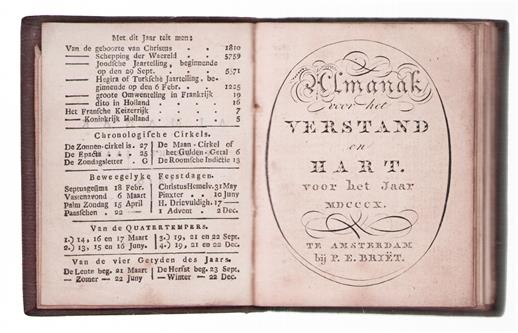 Met dit Jaar telt men:
Van de geboorte van Christus . . 1810
—— Schepping der Waereld . . 5759
—— Joodsche Jaartelling, beginnende
op den 29 Sept. . . 5571
—— Hegira of Turksche Jaartelling, be-
ginnende op den 6 Febr. . . 1225
—— groote Omwenteling in Frankrijk 19
—— dito in Holland . . 16
Het Fransche Keizerrijk . . 7
—— Koninkrijk Holland . . 5
Chronologische Cirkels.
De Zonnen-cirkel is . 27
De Epacta . . 25
De Zondagsletter . G
De Maan-Cirkel of
het Gulden-Getal 6
De Roomsche Indictie 13
Beweegelyke Feestdagen.
Septuagesima 18 Febr.
Vastenavond 6 Maart
Palm Zondag 15 April
Paasschen . . 22 —
Christus Hemelv. 31 May
Pinxter . . 10 Juny
H. Drievuldigh. 17 —
1 Advent . 2 Dec.
Van de QUATERTEMPERS.
1.) 14, 16 en 17 Maart
2.) 13, 15 en 16 Juny.
3.) 19, 21 en 22 Sept.
4.) 19, 21 en 22 Dec.
Van de vier Getyden des Jaars.
De Lente beg. 21 Maart
— Zomer — 22 Juny
De Herfst beg. 23 Sept.
— Winter — 22 Dec.
Almanak
voor het
VERSTAND
en
HART.
voor het Jaar
MDCCCX.
TE AMSTERDAM
bij P. E. BRIËT.